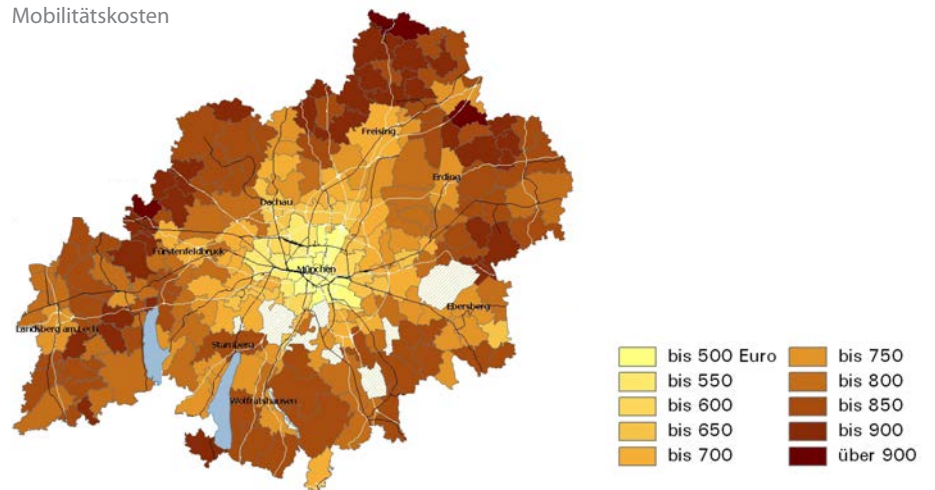 Mobilitätskosten
Freising
Erding
Dachau
Fürstenfeldbruck
München
Ebersberg
Landsberg am Lech
Starnberg
Wolfratshausen
bis 500 Euro
bis 550
bis 600
bis 650
bis 700
bis 750
bis 800
bis 850
bis 900
über 900